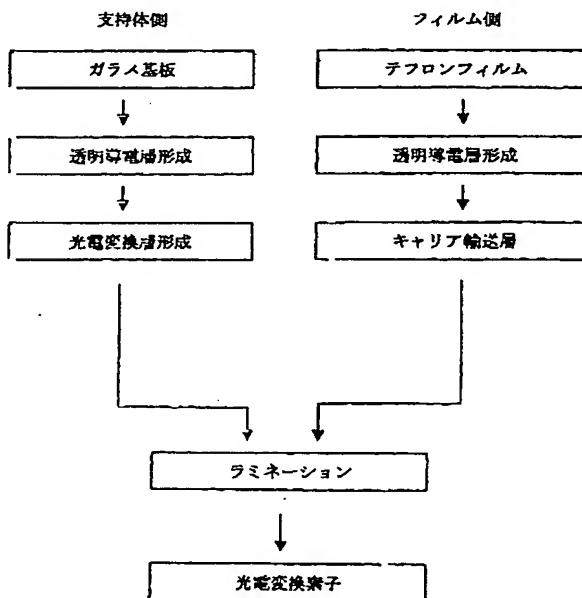 支持体側
フィルム側
ガラス基板
テフロンフィルム
透明導電層形成
透明導電層形成
光電変換層形成
キャリア輸送層
ラミネーション
光電変換素子